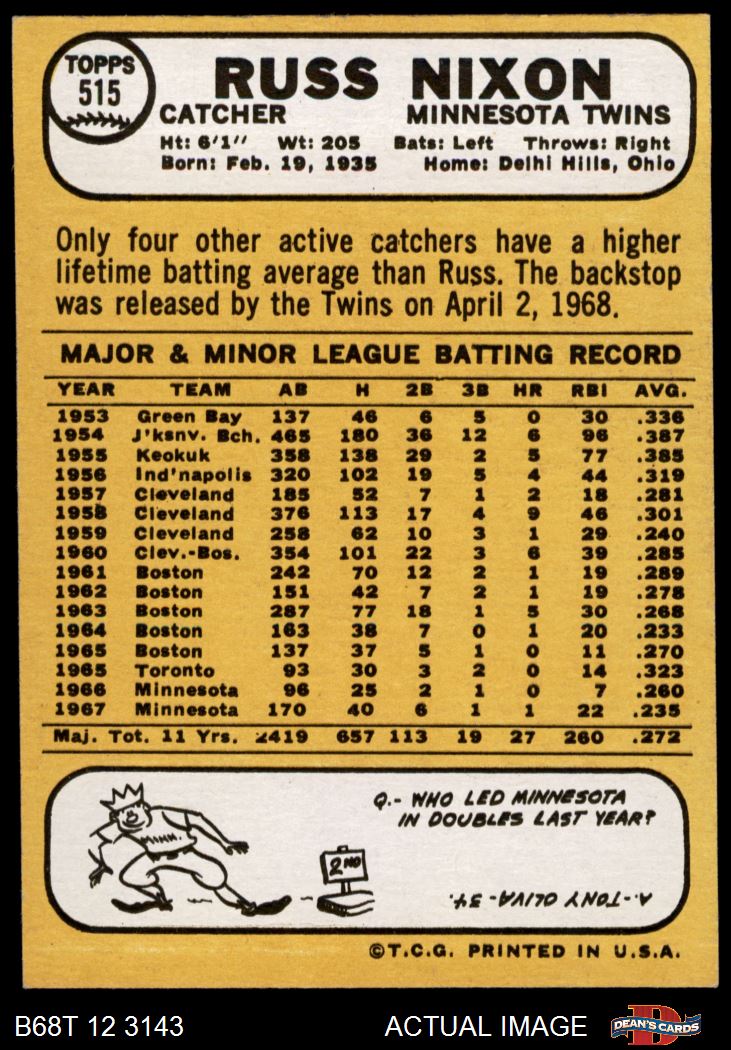 TOPPS
515
RUSS NIXON
CATCHER MINNESOTA TWINS
Ht: 6'1" Wt: 205 Bats: Left Throws: Right
Born: Feb. 19, 1935 Home: Delhi Hills, Ohio
Only four other active catchers have a higher
lifetime batting average than Russ. The backstop
was released by the Twins on April 2, 1968.
MAJOR & MINOR LEAGUE BATTING RECORD
YEAR TEAM AB H 2B 3B HR RBI AVG.
1953 Green Bay 137 46 6 5 0 30 .336
1954 J'ksnv. Bch. 465 180 36 12 6 96 .387
1955 Keokuk 358 138 29 2 5 77 .385
1956 Ind'napolis 320 102 19 5 4 44 .319
1957 Cleveland 185 52 7 1 2 18 .281
1958 Cleveland 376 113 17 4 9 46 .301
1959 Cleveland 258 62 10 3 1 29 .240
1960 Clev.-Bos. 354 101 22 3 6 39 .285
1961 Boston 242 70 12 2 1 19 .289
1962 Boston 151 42 7 2 1 19 .278
1963 Boston 287 77 18 1 5 30 .268
1964 Boston 163 38 7 0 1 20 .233
1965 Boston 137 37 5 1 0 11 .270
1965 Toronto 93 30 3 2 0 14 .323
1966 Minnesota 96 25 2 1 0 7 .260
1967 Minnesota 170 40 6 1 1 22 .235
Maj. Tot. 11 Yrs. 2419 657 113 19 27 260 .272
MINN.
2ND
Q.- WHO LED MINNESOTA
IN DOUBLES LAST YEAR?
A.-TONY OLIVA-34.
©T.C.G. PRINTED IN U.S.A.
B68T 12 3143 ACTUAL IMAGE
D
DEAN'S CARDS